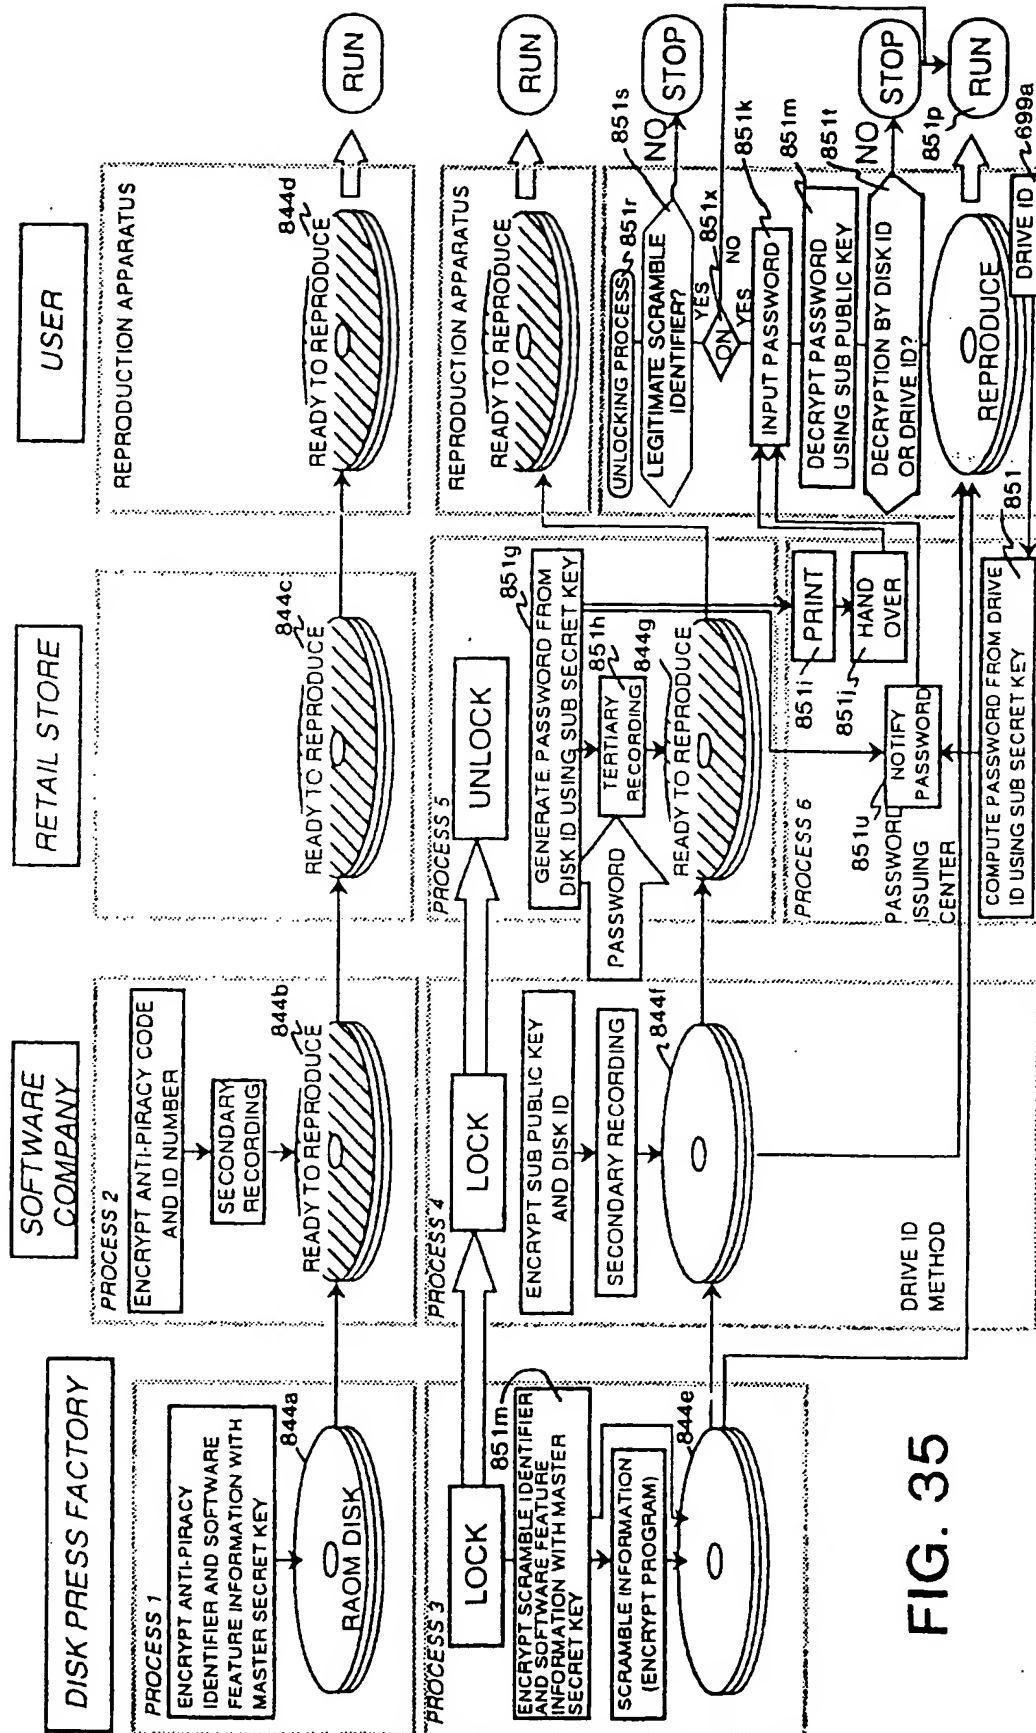 DISK PRESS FACTORY
SOFTWARE
COMPANY
RETAIL STORE
USER
PROCESS 1
ENCRYPT ANTI-PIRACY
IDENTIFIER AND SOFTWARE
FEATURE INFORMATION WITH
MASTER SECRET KEY
844a
RAOM DISK
PROCESS 2
ENCRYPT ANTI-PIRACY CODE
AND ID NUMBER
SECONDARY
RECORDING
844b
READY TO REPRODUCE
844c
READY TO REPRODUCE
REPRODUCTION APPARATUS
844d
READY TO REPRODUCE
RUN
PROCESS 3
LOCK
851m
ENCRYPT SCRAMBLE IDENTIFIER
AND SOFTWARE FEATURE
INFORMATION WITH MASTER
SECRET KEY
SCRAMBLE INFORMATION
(ENCRYPT PROGRAM)
844e
PROCESS 4
LOCK
ENCRYPT SUB PUBLIC KEY
AND DISK ID
SECONDARY RECORDING
844f
DRIVE ID
METHOD
PROCESS 5
UNLOCK
851g
GENERATE PASSWORD FROM
DISK ID USING SUB SECRET KEY
851h
PASSWORD
TERTIARY
RECORDING
844g
READY TO REPRODUCE
PROCESS 6
851i
PRINT
851j
HAND
OVER
851u
PASSWORD
ISSUING
CENTER
NOTIFY
PASSWORD
851
COMPUTE PASSWORD FROM DRIVE
ID USING SUB SECRET KEY
REPRODUCTION APPARATUS
READY TO REPRODUCE
RUN
UNLOCKING PROCESS
851r
LEGITIMATE SCRAMBLE
IDENTIFIER?
851s
NO
STOP
YES
ON
851x
NO
YES
INPUT PASSWORD
851k
DECRYPT PASSWORD
USING SUB PUBLIC KEY
851m
DECRYPTION BY DISK ID
OR DRIVE ID?
851t
NO
STOP
REPRODUCE
851p
RUN
DRIVE ID
699a
FIG. 35